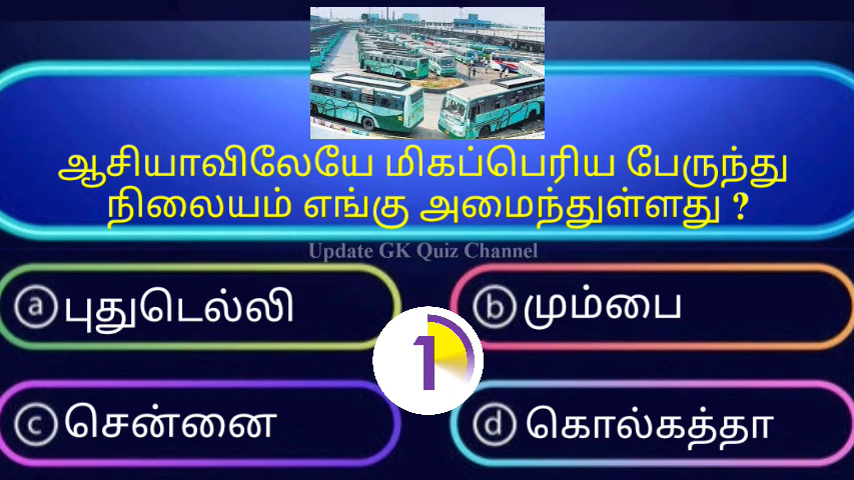 ஆசியாவிலேயே மிகப்பெரிய பேருந்து
நிலையம் எங்கு அமைந்துள்ளது ?
Update GK Quiz Channel
a புதுடெல்லி
b மும்பை
1
c சென்னை
d கொல்கத்தா